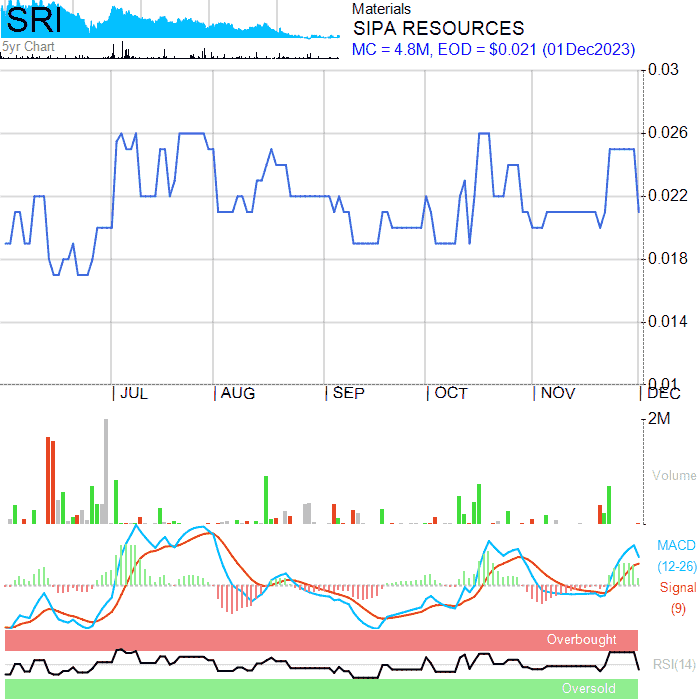 SRI
5yr Chart
Materials
SIPA RESOURCES
MC = 4.8M, EOD = $0.021 (01Dec2023)
0.03
0.026
0.022
0.018
0.014
0.01
JUL AUG SEP OCT NOV DEC
2M
Volume
MACD
(12-26)
Signal
(9)
Overbought
RSI(14)
Oversold